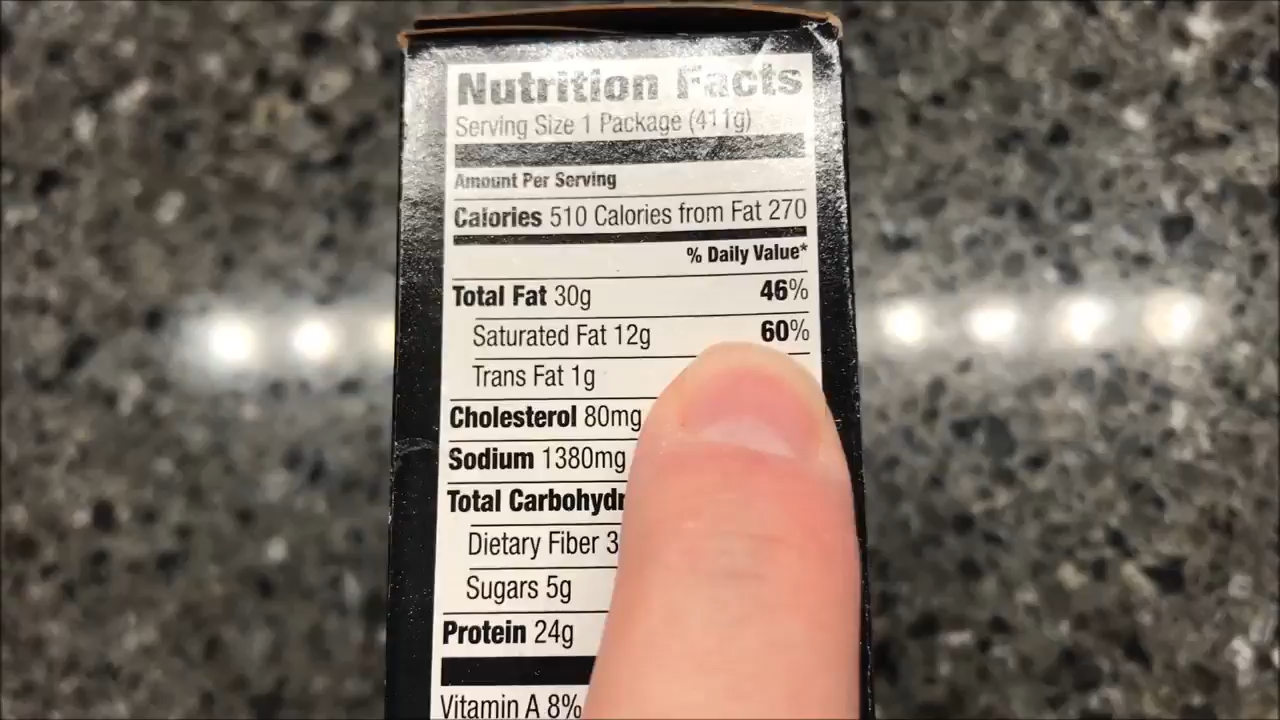 Nutrition Facts
Serving Size 1 Package (411g)
Amount Per Serving
Calories 510 Calories from Fat 270
% Daily Value*
Total Fat 30g 46%
Saturated Fat 12g 60%
Trans Fat 1g
Cholesterol 80mg
Sodium 1380mg
Total
Dietary Fiber
Sugars 5g
Protein 24g
Vitamin A 8%